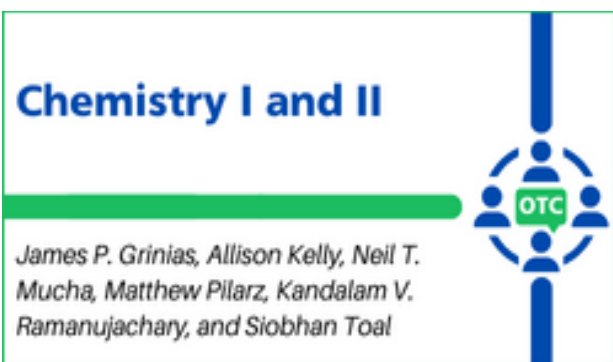 Chemistry I and II
OTC
James P. Grinias, Allison Kelly, Neil T.
Mucha, Matthew Pilarz, Kandalam V.
Ramanujachary, and Siobhan Toal